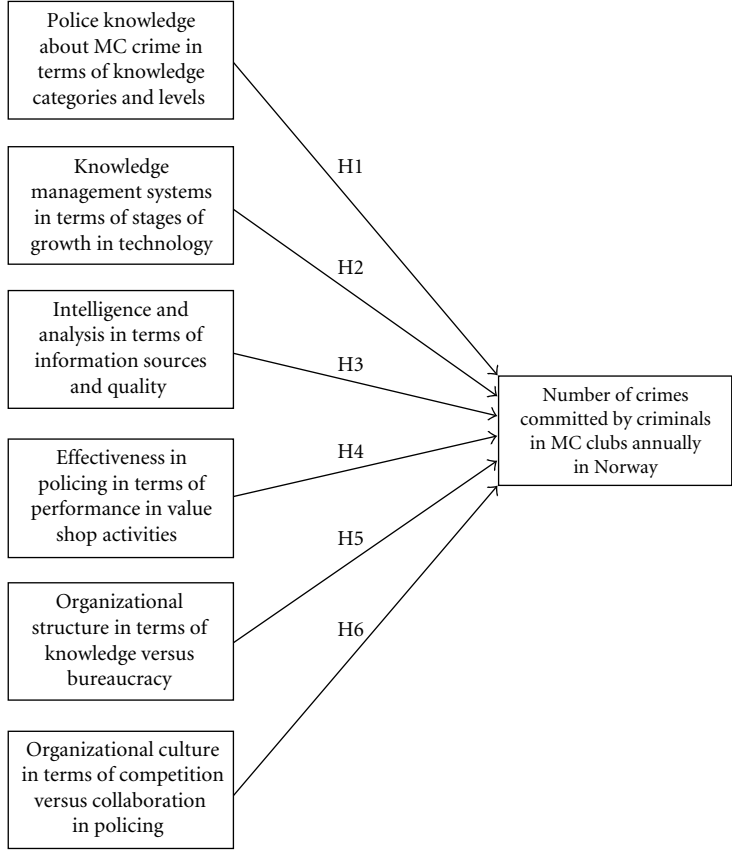 Police knowledge
about MC crime in
terms of knowledge
categories and levels
H1
Knowledge
management systems
in terms of stages of
growth in technology
H2
Intelligence and
analysis in terms of
information sources
and quality
H3
Number of crimes
committed by criminals
in MC clubs annually
in Norway
Effectiveness in
policing in terms of
performance in value
shop activities
H4
Organizational
structure in terms of
knowledge versus
bureaucracy
H5
Organizational culture
in terms of competition
versus collaboration
in policing
H6